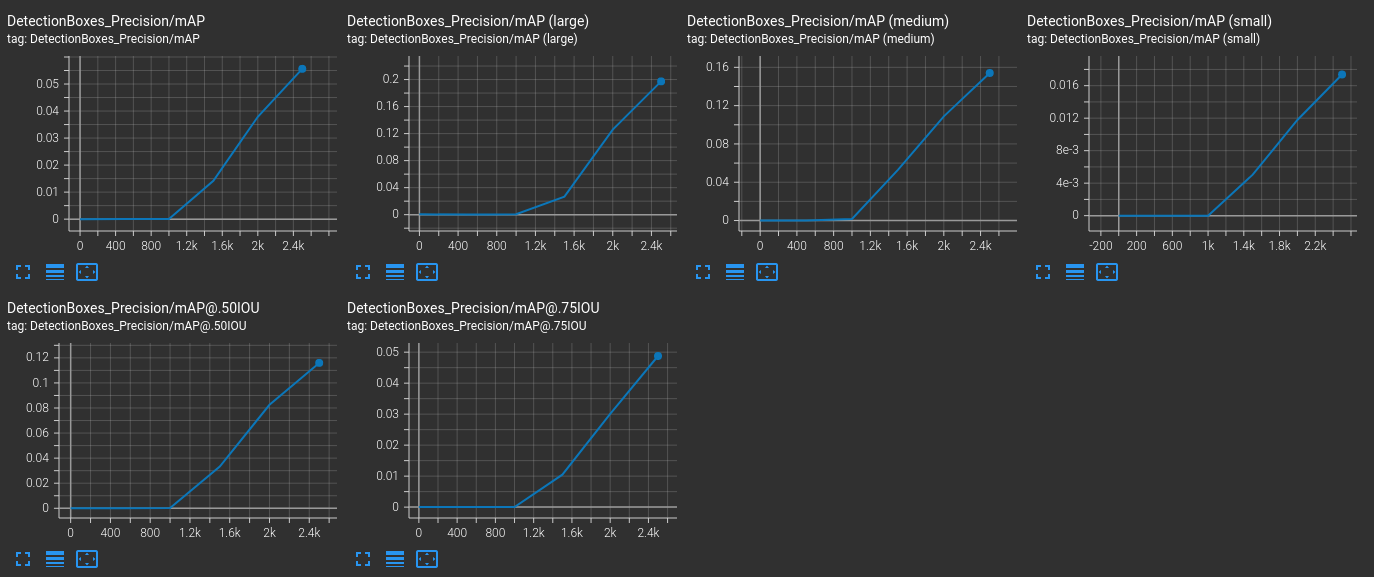 DetectionBoxes_Precision/mAP
tag: DetectionBoxes_Precision/mAP
0.05
0.04
0.03
0.02
0.01
0
0 400 800 1.2k 1.6k 2k 2.4k
DetectionBoxes_Precision/mAP (large)
tag: DetectionBoxes_Precision/mAP (large)
0.2
0.16
0.12
0.08
0.04
0
0 400 800 1.2k 1.6k 2k 2.4k
DetectionBoxes_Precision/mAP (medium)
tag: DetectionBoxes_Precision/mAP (medium)
0.16
0.12
0.08
0.04
0
0 400 800 1.2k 1.6k 2k 2.4k
DetectionBoxes_Precision/mAP (small)
tag: DetectionBoxes_Precision/mAP (small)
0.016
0.012
8e-3
4e-3
0
-200 200 600 1k 1.4k 1.8k 2.2k
DetectionBoxes_Precision/mAP@.50IOU
tag: DetectionBoxes_Precision/mAP@.50IOU
0.12
0.1
0.08
0.06
0.04
0.02
0
0 400 800 1.2k 1.6k 2k 2.4k
DetectionBoxes_Precision/mAP@.75IOU
tag: DetectionBoxes_Precision/mAP@.75IOU
0.05
0.04
0.03
0.02
0.01
0
0 400 800 1.2k 1.6k 2k 2.4k